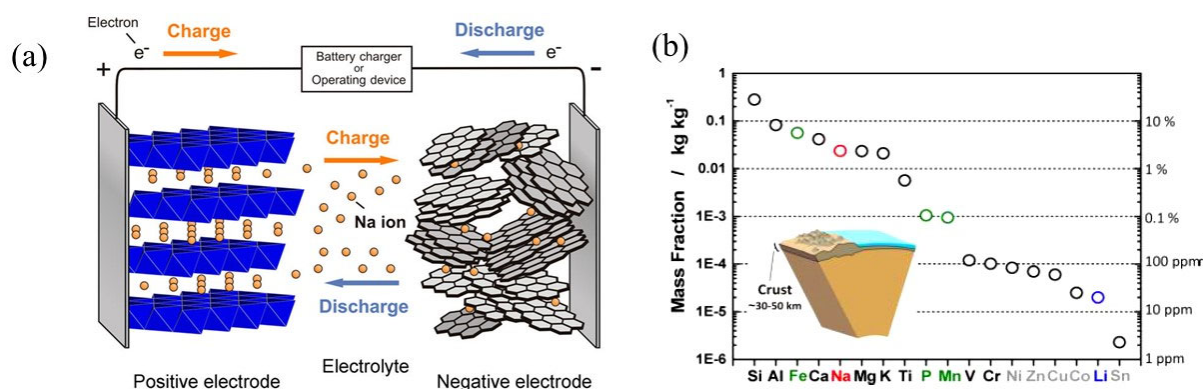 (a)
Electron
e-
Charge
Discharge
e-
+
Battery charger
or
Operating device
-
Charge
Na ion
Discharge
Electrolyte
Positive electrode
Negative electrode
(b)
Mass Fraction / kg kg-1
1
0.1
0.01
1E-3
1E-4
1E-5
1E-6
10 %
1 %
0.1 %
100 ppm
10 ppm
1 ppm
Crust
~30-50 km
Si Al Fe Ca Na Mg K Ti P Mn V Cr Ni Zn Cu Co Li Sn